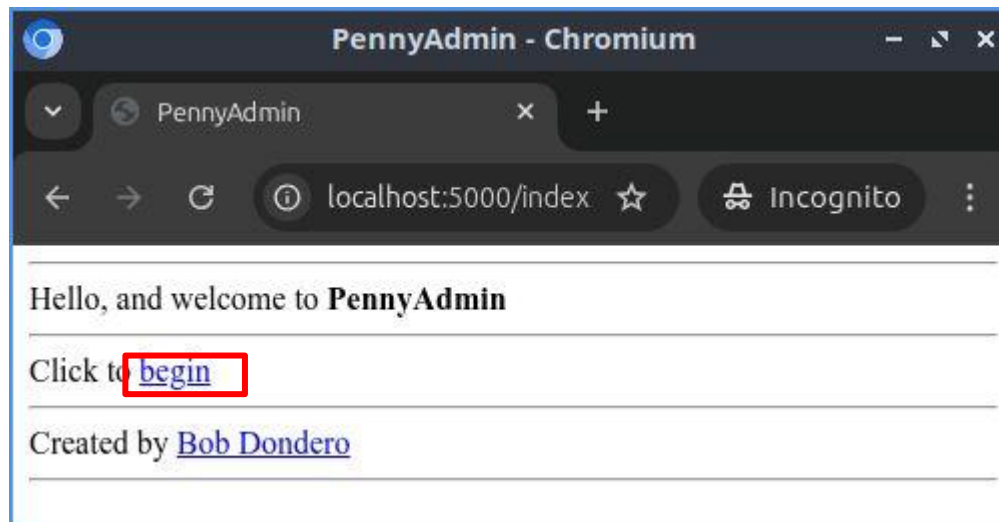 PennyAdmin - Chromium
PennyAdmin
localhost:5000/index
Incognito
Hello, and welcome to PennyAdmin
Click to begin
Created by Bob Dondero